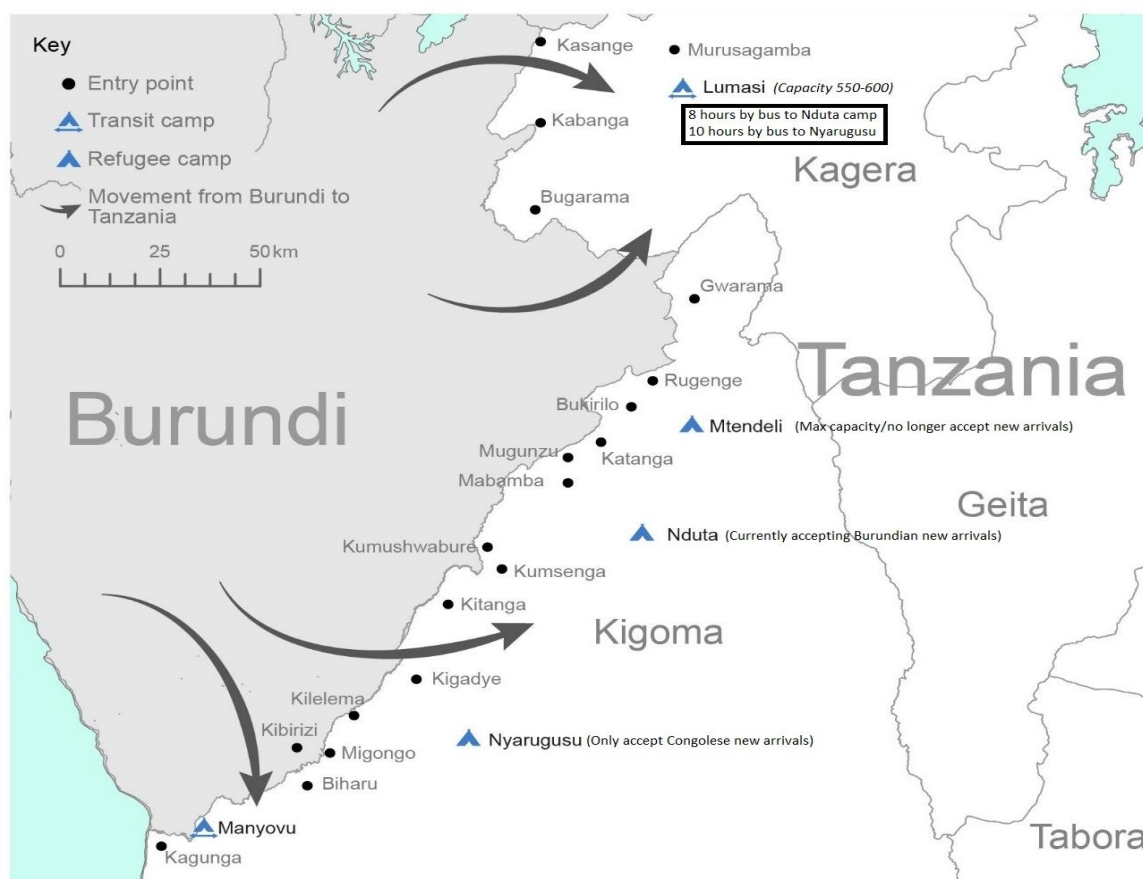 Key
Entry point
Transit camp
Refugee camp
Movement from Burundi to
Tanzania
0 25 50 km
Kasange
Murusagamba
Lumasi (Capacity 550-600)
8 hours by bus to Nduta camp
10 hours by bus to Nyarugusu
Kabanga
Kagera
Bugarama
Gwarama
Tanzania
Rugenge
Burundi
Bukirilo
Mtendeli (Max capacity/no longer accept new arrivals)
Mugunzu
Katanga
Mabamba
Geita
Nduta (Currently accepting Burundian new arrivals)
Kumushwabure
Kumsenga
Kitanga
Kigoma
Kigadye
Kilelema
Kibirizi
Nyarugusu (Only accept Congolese new arrivals)
Migongo
Biharu
Manyovu
Tabora
Kagunga